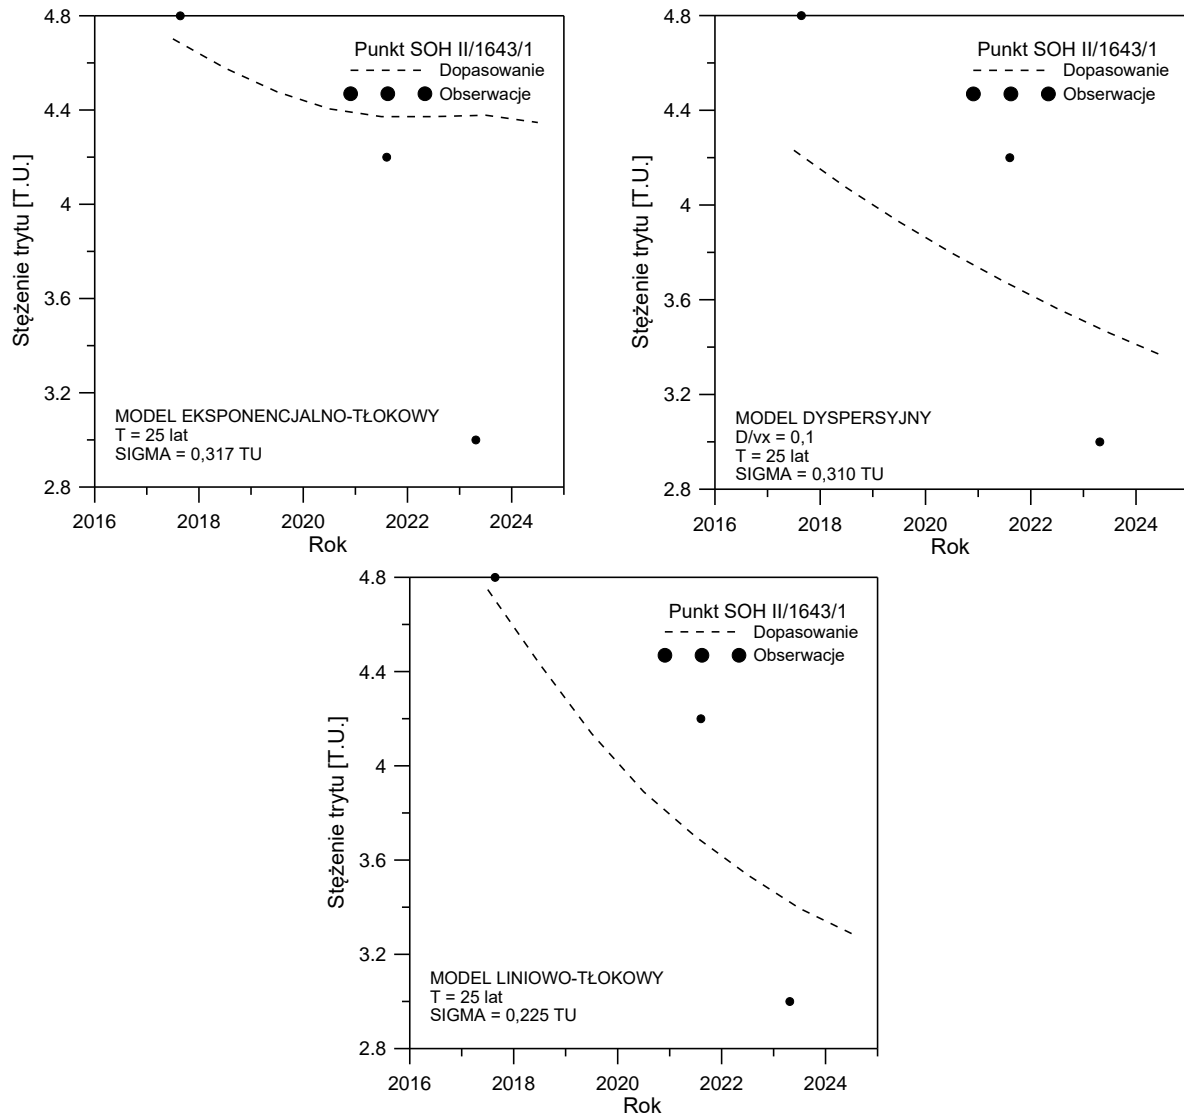 4.8
4.4
4
3.6
3.2
2.8
Stężenie trytu [T.U.]
Punkt SOH II/1643/1
Dopasowanie
Obserwacje
MODEL EKSPONENCJALNO-TŁOKOWY
T = 25 lat
SIGMA = 0,317 TU
2016 2018 2020 2022 2024
Rok
4.8
4.4
4
3.6
3.2
2.8
Stężenie trytu [T.U.]
Punkt SOH II/1643/1
Dopasowanie
Obserwacje
MODEL DYSPERSYJNY
D/vx = 0,1
T = 25 lat
SIGMA = 0,310 TU
2016 2018 2020 2022 2024
Rok
4.8
4.4
4
3.6
3.2
2.8
Stężenie trytu [T.U.]
Punkt SOH II/1643/1
Dopasowanie
Obserwacje
MODEL LINIOWO-TŁOKOWY
T = 25 lat
SIGMA = 0,225 TU
2016 2018 2020 2022 2024
Rok